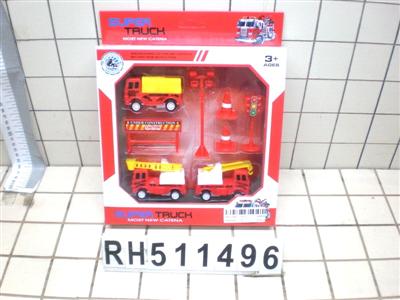 SUPER
TRUCK
MOST NEW CATENA
3+
AGES
UNDER CONSTRUCTION
SUPER TRUCK
MOST NEW CATENA
RH511496